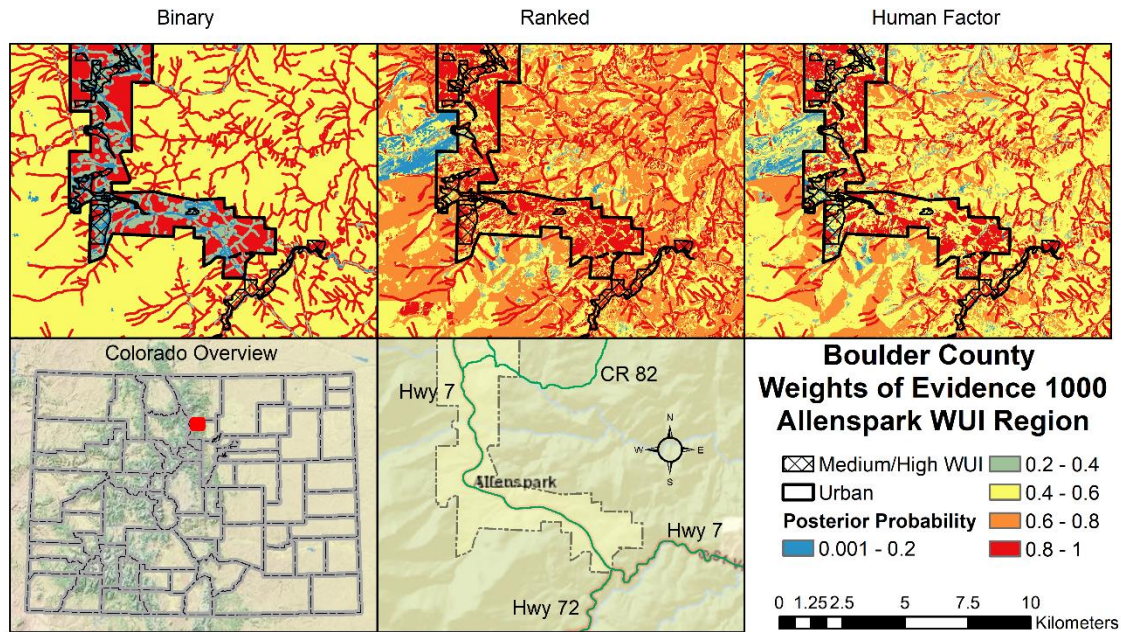 Binary
Ranked
Human Factor
Colorado Overview
Hwy 7
CR 82
N
W
E
S
Allenspark
Hwy 7
Hwy 72
Boulder County
Weights of Evidence 1000
Allenspark WUI Region
Medium/High WUI
Urban
Posterior Probability
0.001 - 0.2
0.2 - 0.4
0.4 - 0.6
0.6 - 0.8
0.8 - 1
0 1.25 2.5 5 7.5 10
Kilometers